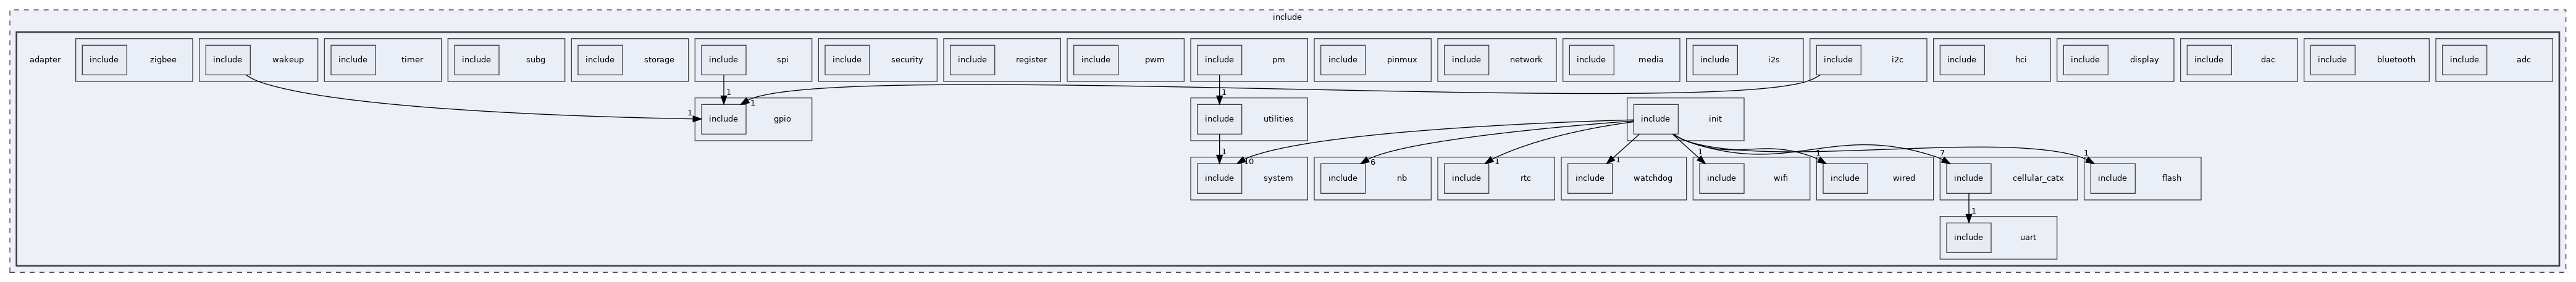 include
adapter
include zigbee
include wakeup
include timer
include subg
include storage
include spi
include security
include register
include pwm
include pm
include pinmux
include network
include media
include i2s
include i2c
include hci
include display
include dac
include bluetooth
include adc
1
1
1
1
include gpio
include utilities
include init
1
10
6
1
1
1
1
7
1
include system
include nb
include rtc
include watchdog
include wifi
include wired
include cellular_catx
include flash
1
include uart